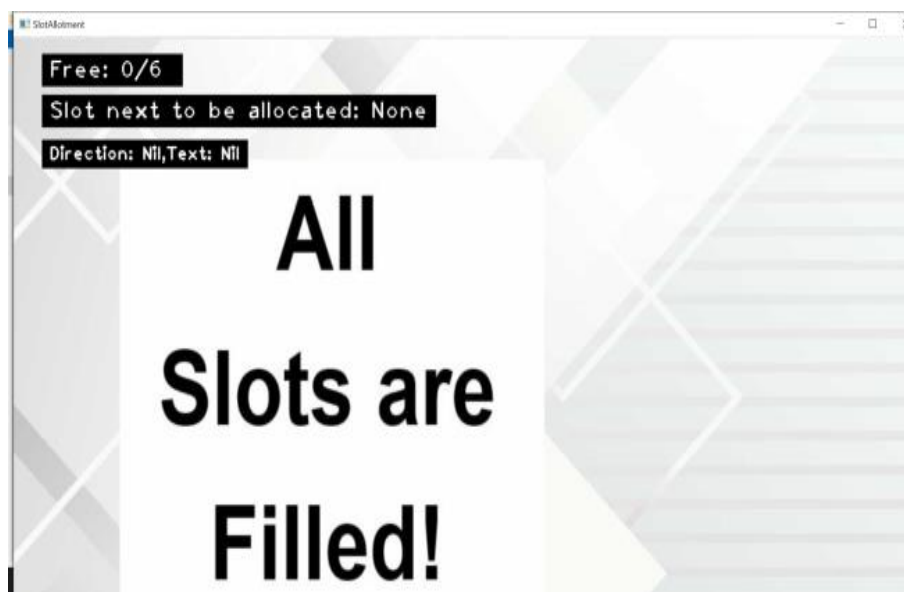 SlotAllotment
Free: 0/6
Slot next to be allocated: None
Direction: Nil,Text: Nil
All
Slots are
Filled!